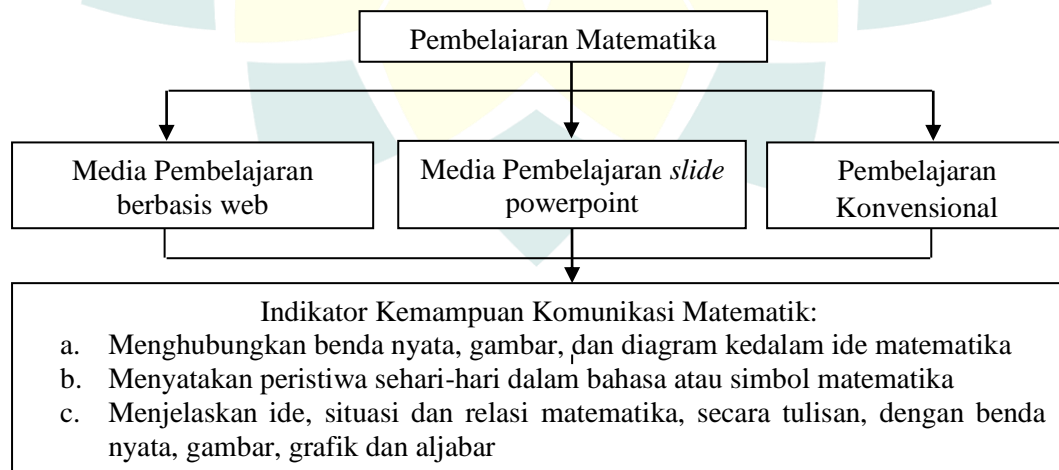 Pembelajaran Matematika
Media Pembelajaran
berbasis web
Media Pembelajaran slide
powerpoint
Pembelajaran
Konvensional
Indikator Kemampuan Komunikasi Matematik:
a. Menghubungkan benda nyata, gambar, dan diagram kedalam ide matematika
b. Menyatakan peristiwa sehari-hari dalam bahasa atau simbol matematika
c. Menjelaskan ide, situasi dan relasi matematika, secara tulisan, dengan benda
nyata, gambar, grafik dan aljabar